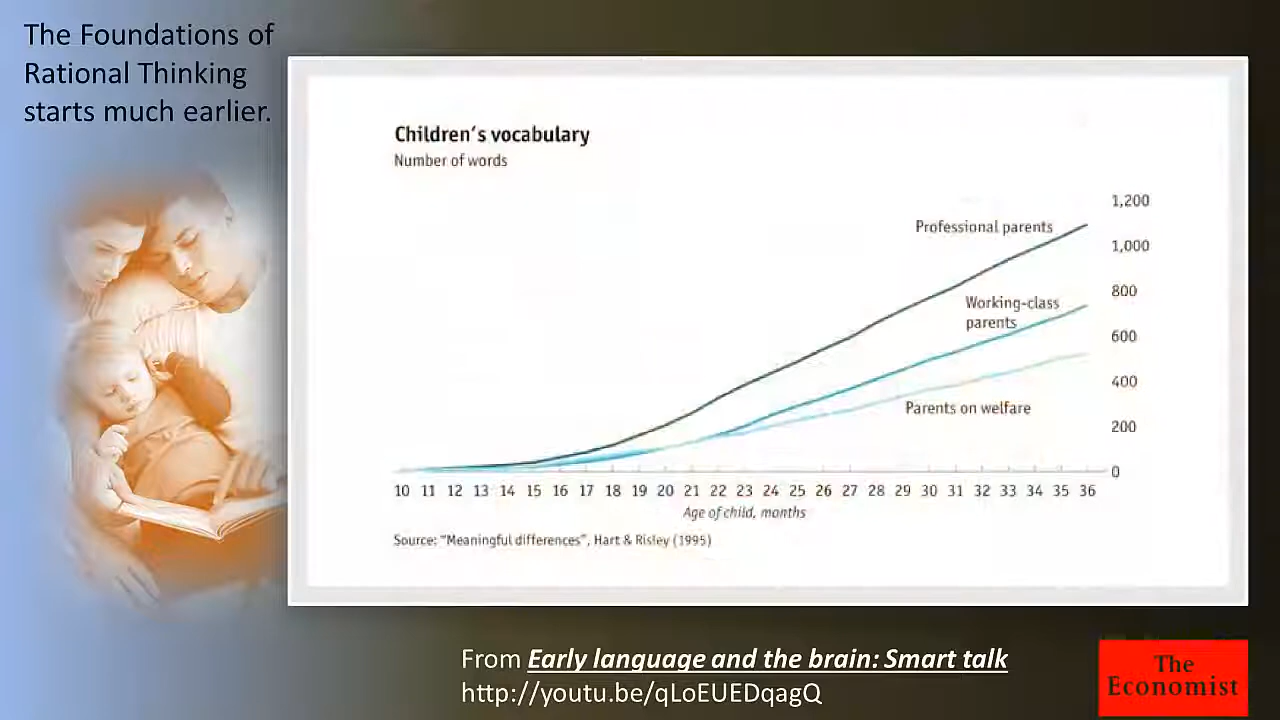 The Foundations of
Rational Thinking
starts much earlier.
Children's vocabulary
Number of words
1,200
Professional parents
1,000
800
Working-class
parents
600
400
Parents on welfare
200
0
10 11 12 13 14 15 16 17 18 19 20 21 22 23 24 25 26 27 28 29 30 31 32 33 34 35 36
Age of child, months
Source: "Meaningful differences", Hart & Risley (1995)
From Early language and the brain: Smart talk
http://youtu.be/qLoEUEDqagQ
The
Economist